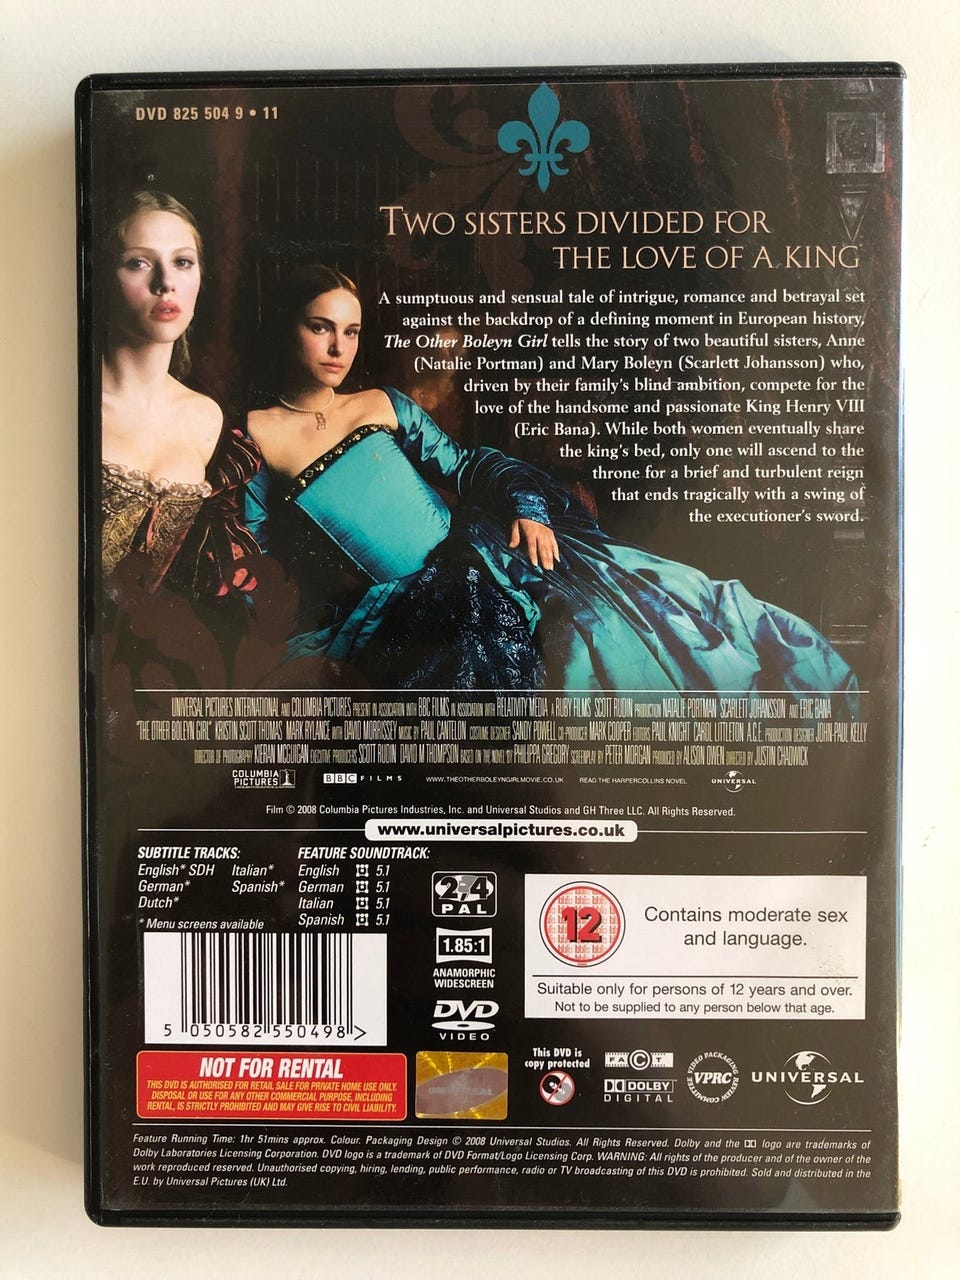 DVD 825 504 9 • 11
TWO SISTERS DIVIDED FOR
THE LOVE OF A KING
A sumptuous and sensual tale of intrigue, romance and betrayal set
against the backdrop of a defining moment in European history,
The Other Boleyn Girl tells the story of two beautiful sisters, Anne
(Natalie Portman) and Mary Boleyn (Scarlett Johansson) who,
driven by their family's blind ambition, compete for the
love of the handsome and passionate King Henry VIII
(Eric Bana). While both women eventually share
the king's bed, only one will ascend to the
throne for a brief and turbulent reign
that ends tragically with a swing of
the executioner's sword.
UNIVERSAL PICTURES INTERNATIONAL AND COLUMBIA PICTURES PRESENT IN ASSOCIATION WITH BBC FILMS IN ASSOCIATION WITH RELATIVITY MEDIA A RUBY FILMS SCOTT RUDIN PRODUCTION NATALIE PORTMAN SCARLETT JOHANSSON AND ERIC BANA
"THE OTHER BOLEYN GIRL" KRISTIN SCOTT THOMAS MARK RYLANCE WITH DAVID MORRISSEY MUSIC BY PAUL CANTELON COSTUME DESIGNER SANDY POWELL CO-PRODUCER MARK COOPER EDITORS PAUL KNIGHT CAROL LITTLETON A.C.E. PRODUCTION DESIGNER JOHN-PAUL KELLY
DIRECTOR OF PHOTOGRAPHY KIERAN MCGUIGAN EXECUTIVE PRODUCERS SCOTT RUDIN DAVID M THOMPSON BASED ON THE NOVEL BY PHILIPPA GREGORY SCREENPLAY BY PETER MORGAN PRODUCED BY ALISON OWEN DIRECTED BY JUSTIN CHADWICK
COLUMBIA PICTURES BBC FILMS WWW.THEOTHERBOLEYNGIRLMOVIE.CO.UK READ THE HARPERCOLLINS NOVEL UNIVERSAL
Film © 2008 Columbia Pictures Industries, Inc. and Universal Studios and GH Three LLC. All Rights Reserved.
www.universalpictures.co.uk
SUBTITLE TRACKS:
English* SDH Italian*
German* Spanish*
Dutch*
* Menu screens available
FEATURE SOUNDTRACK:
English 5.1
German 5.1
Italian 5.1
Spanish 5.1
2,4
PAL
1.85:1
ANAMORPHIC
WIDESCREEN
DVD
VIDEO
12
Contains moderate sex
and language.
Suitable only for persons of 12 years and over.
Not to be supplied to any person below that age.
5 050582 550498 >
NOT FOR RENTAL
THIS DVD IS AUTHORISED FOR RETAIL SALE FOR PRIVATE HOME USE ONLY.
DISPOSAL OR USE FOR ANY OTHER COMMERCIAL PURPOSE, INCLUDING
RENTAL, IS STRICTLY PROHIBITED AND MAY GIVE RISE TO CIVIL LIABILITY.
This DVD is
copy protected
FACT
DOLBY
DIGITAL
VIDEO PACKAGING REVIEW COMMITTEE
VPRC
UNIVERSAL
Feature Running Time: 1hr 51mins approx. Colour. Packaging Design © 2008 Universal Studios. All Rights Reserved. Dolby and the DD logo are trademarks of
Dolby Laboratories Licensing Corporation. DVD logo is a trademark of DVD Format/Logo Licensing Corp. WARNING: All rights of the producer and of the owner of the
work reproduced reserved. Unauthorised copying, hiring, lending, public performance, radio or TV broadcasting of this DVD is prohibited. Sold and distributed in the
E.U. by Universal Pictures (UK) Ltd.